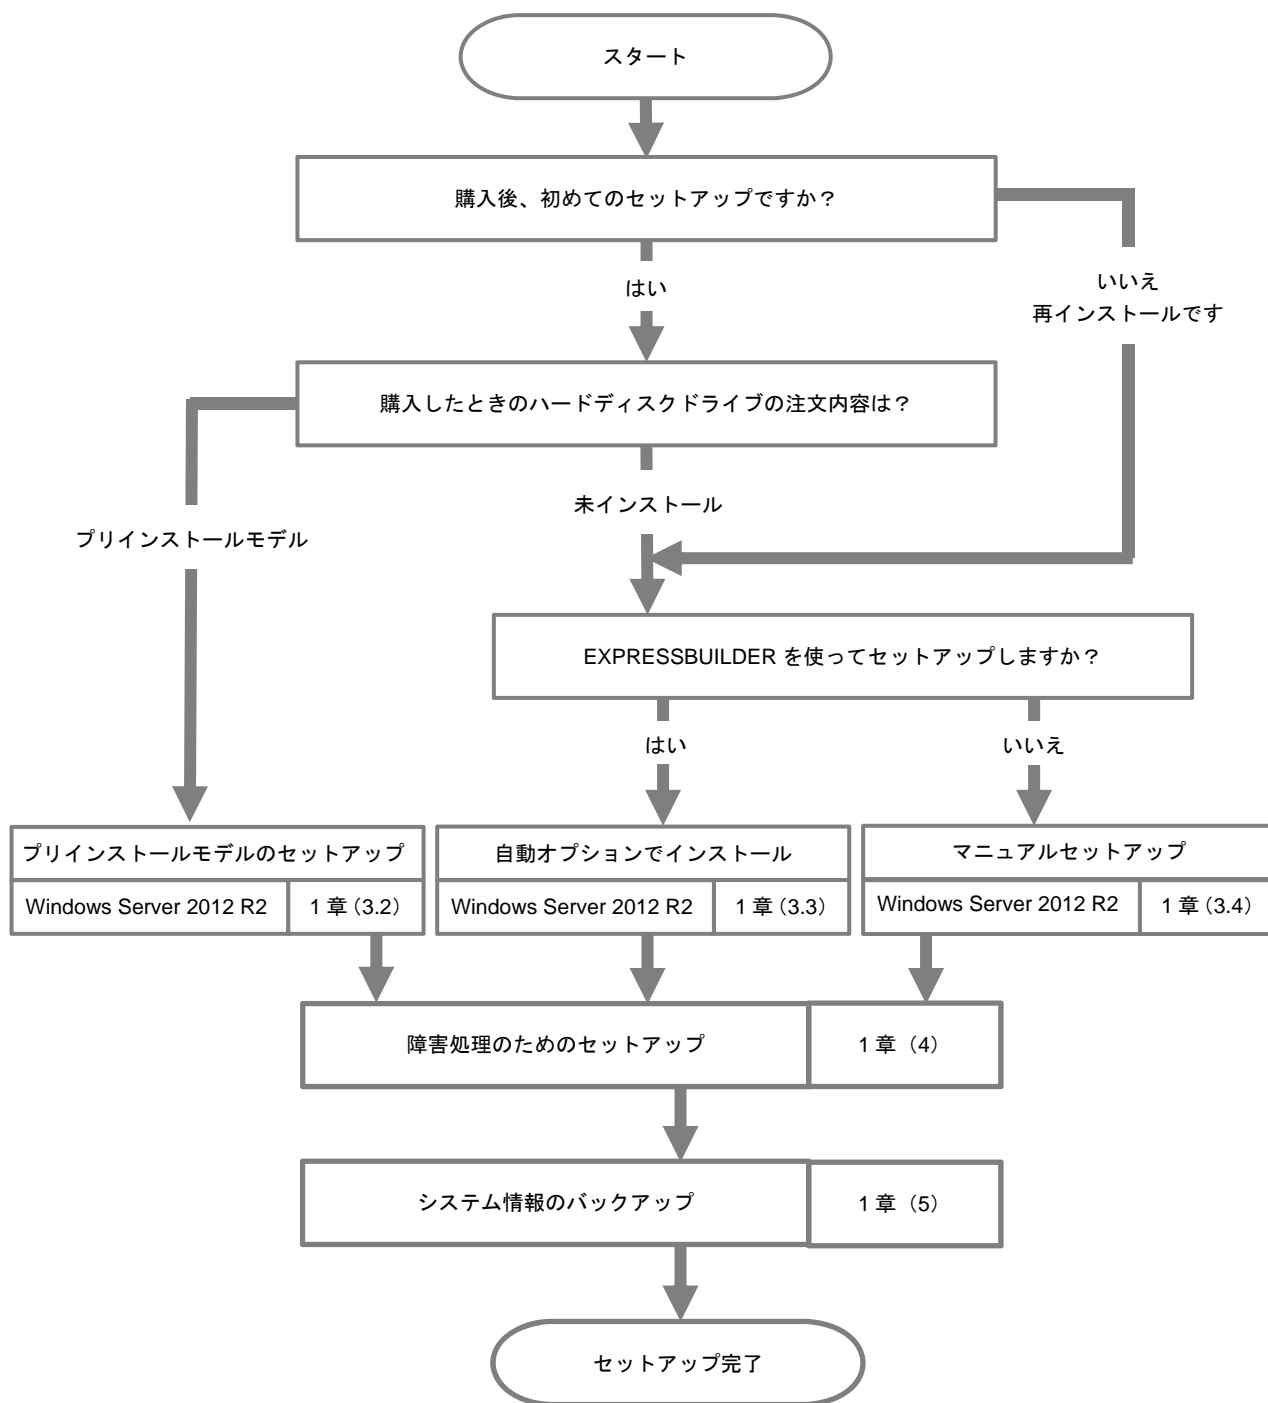 スタート
購入後、初めてのセットアップですか？
はい
いいえ
再インストールです
購入したときのハードディスクドライブの注文内容は？
未インストール
プリインストールモデル
EXPRESSBUILDER を使ってセットアップしますか？
はい
いいえ
プリインストールモデルのセットアップ
Windows Server 2012 R2
1 章（3.2）
自動オプションでインストール
Windows Server 2012 R2
1 章（3.3）
マニュアルセットアップ
Windows Server 2012 R2
1 章（3.4）
障害処理のためのセットアップ
1 章（4）
システム情報のバックアップ
1 章（5）
セットアップ完了